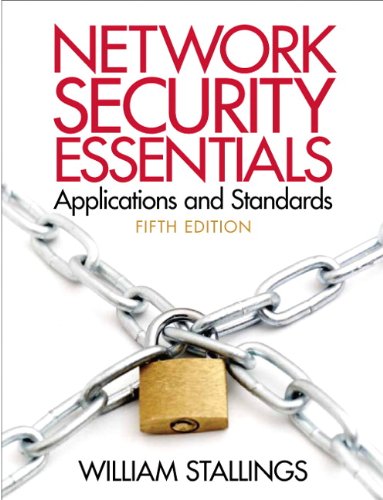 NETWORK
SECURITY
ESSENTIALS
Applications and Standards
FIFTH EDITION
WILLIAM STALLINGS